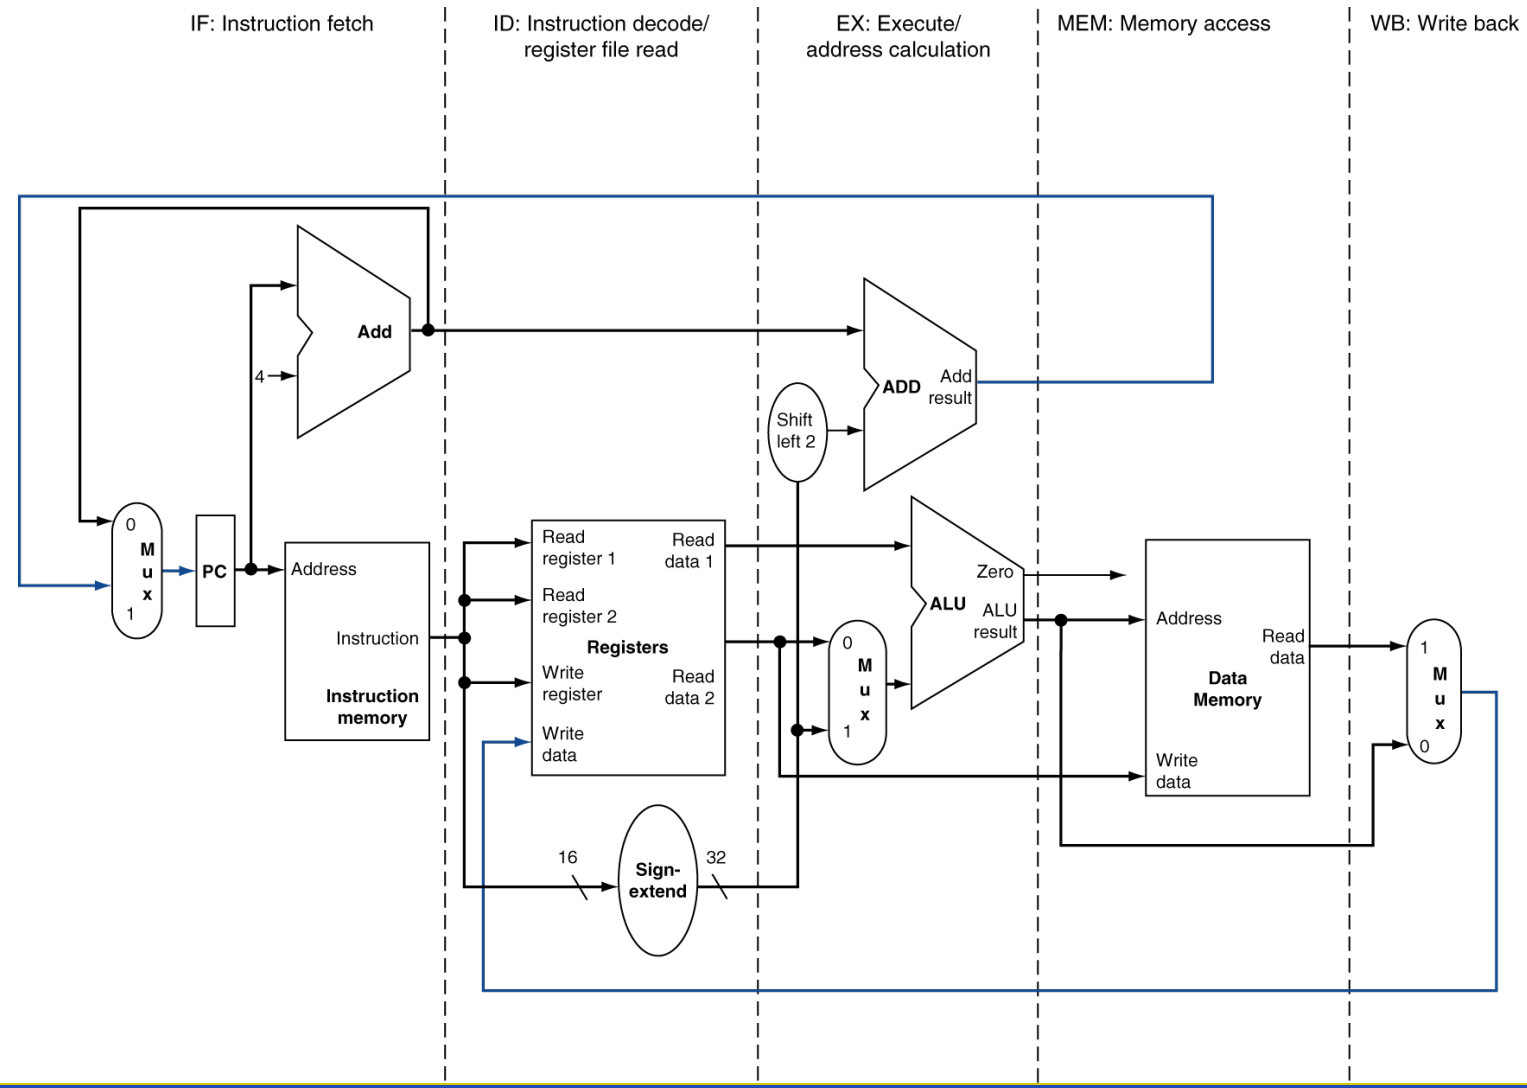 IF: Instruction fetch
ID: Instruction decode/
register file read
EX: Execute/
address calculation
MEM: Memory access
WB: Write back
Add
4
ADD
Add
result
Shift
left 2
0
M
u
x
1
PC
Address
Instruction
Instruction
memory
Read
register 1
Read
data 1
Read
register 2
Registers
Write
register
Read
data 2
Write
data
16
Sign-
extend
32
0
M
u
x
1
Zero
ALU
ALU
result
Address
Read
data
Data
Memory
Write
data
1
M
u
x
0